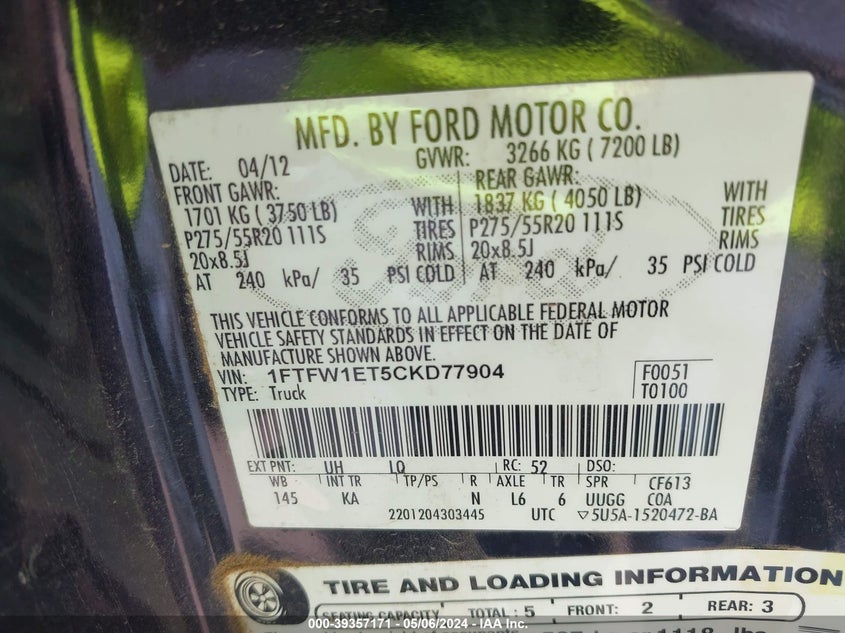 MFD. BY FORD MOTOR CO.
DATE: 04/12 GVWR: 3266 KG ( 7200 LB)
FRONT GAWR: REAR GAWR:
1701 KG ( 3750 LB) WITH 1837 KG ( 4050 LB) WITH
P275/55R20 111S TIRES P275/55R20 111S TIRES
20x8.5J RIMS 20x8.5J RIMS
AT 240 kPa/ 35 PSI COLD AT 240 kPa/ 35 PSI COLD
THIS VEHICLE CONFORMS TO ALL APPLICABLE FEDERAL MOTOR
VEHICLE SAFETY STANDARDS IN EFFECT ON THE DATE OF
MANUFACTURE SHOWN ABOVE.
VIN: 1FTFW1ET5CKD77904 F0051
TYPE: Truck T0100
EXT PNT: UH LQ RC: 52 DSO:
WB INT TR TP/PS R AXLE TR SPR CF613
145 KA N L6 6 UUGG COA
2201204303445 UTC ▽5U5A-1520472-BA
TIRE AND LOADING INFORMATION
SEATING CAPACITY TOTAL : 5 FRONT: 2 REAR: 3
000-39357171 - 05/06/2024 - IAA Inc.